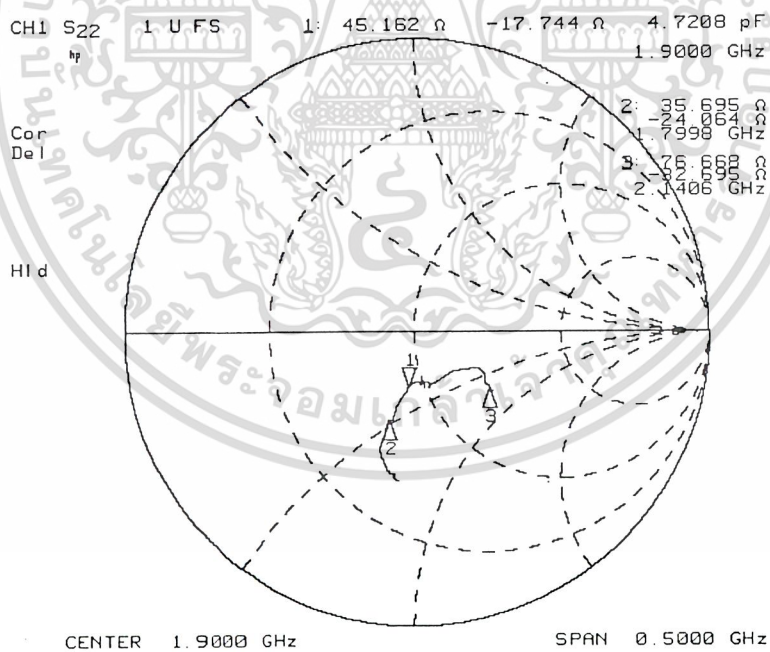 CH1 S22 1 U FS 1: 45.162 Ω -17.744 Ω 4.7208 pF
hp
1.9000 GHz
2: 35.695 Ω
-24.064 Ω
1.7998 GHz
Cor
Del
3: 76.668 Ω
-32.695 Ω
2.1406 GHz
Hld
1
2
3
CENTER 1.9000 GHz SPAN 0.5000 GHz